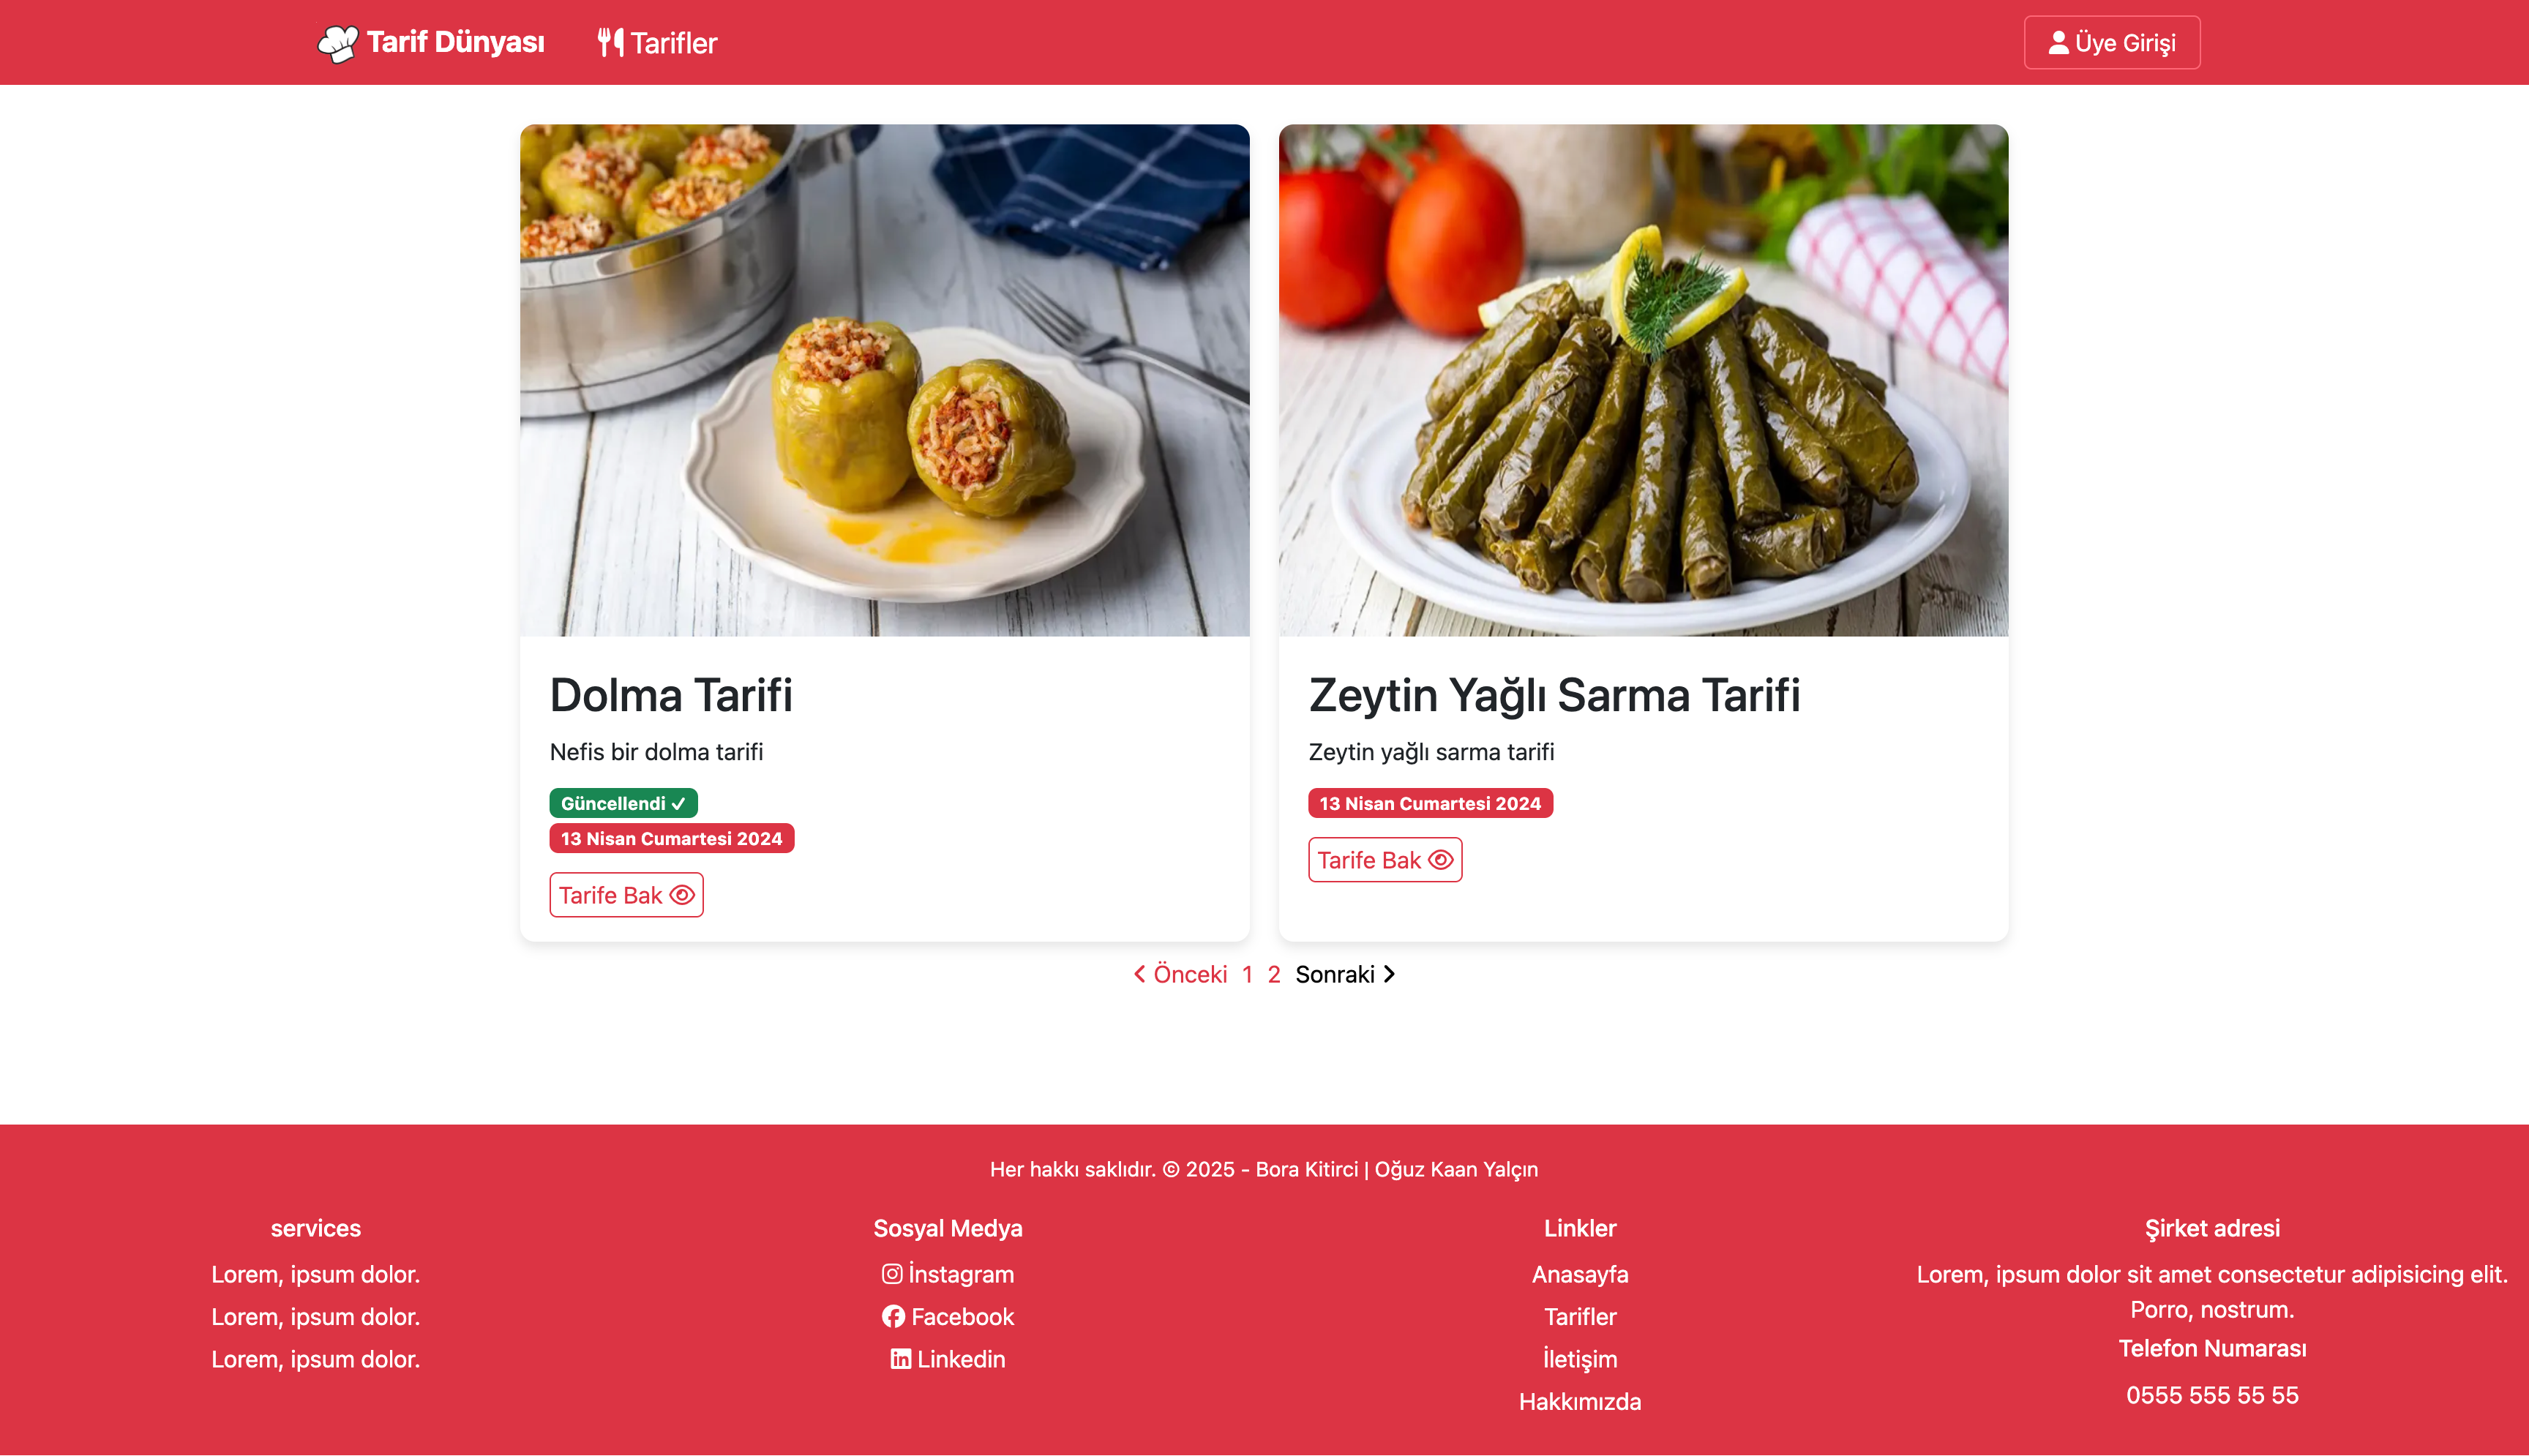 Tarif Dünyası
Tarifler
Üye Girişi
Dolma Tarifi
Nefis bir dolma tarifi
Güncellendi
13 Nisan Cumartesi 2024
Tarife Bak
Zeytin Yağlı Sarma Tarifi
Zeytin yağlı sarma tarifi
13 Nisan Cumartesi 2024
Tarife Bak
Önceki 1 2 Sonraki
Her hakkı saklıdır. © 2025 - Bora Kitirci | Oğuz Kaan Yalçın
services
Lorem, ipsum dolor.
Lorem, ipsum dolor.
Lorem, ipsum dolor.
Sosyal Medya
İnstagram
Facebook
Linkedin
Linkler
Anasayfa
Tarifler
İletişim
Hakkımızda
Şirket adresi
Lorem, ipsum dolor sit amet consectetur adipisicing elit.
Porro, nostrum.
Telefon Numarası
0555 555 55 55